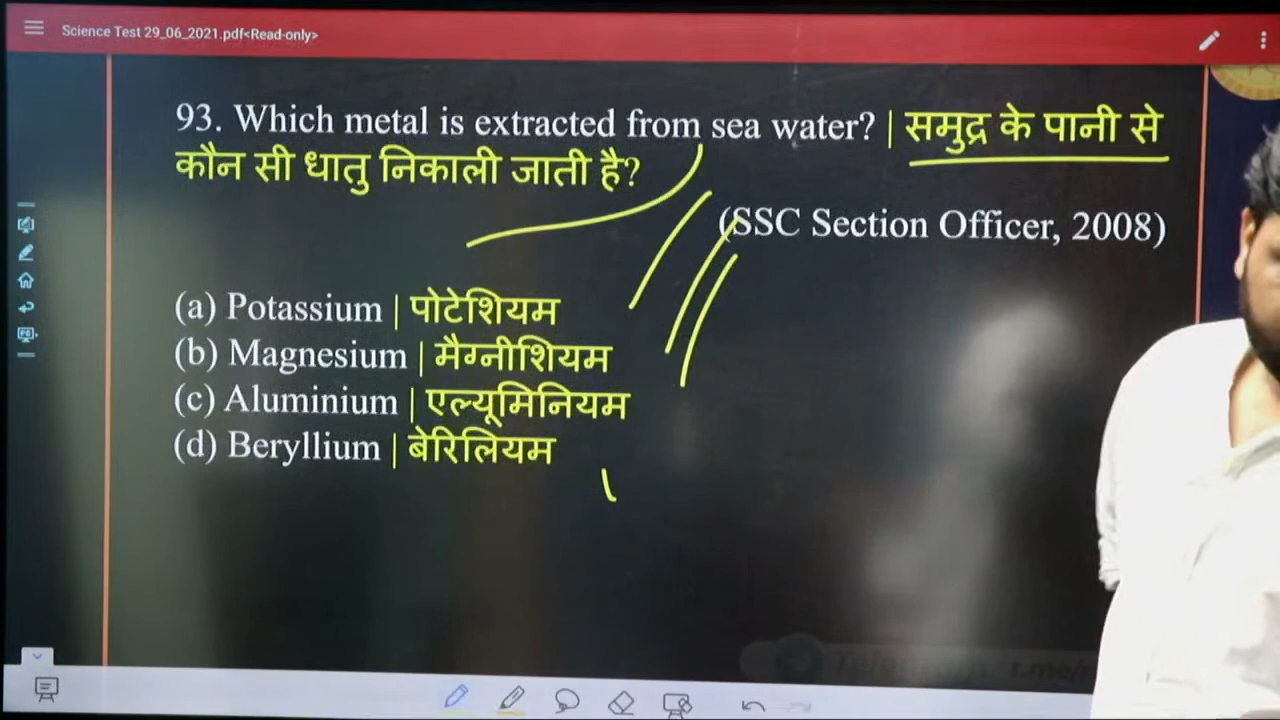 Science Test 29_06_2021.pdf<Read-only>
93. Which metal is extracted from sea water? | समुद्र के पानी से
कौन सी धातु निकाली जाती है?
(SSC Section Officer, 2008)
(a) Potassium | पोटेशियम
(b) Magnesium | मैग्नीशियम
(c) Aluminium | एल्यूमिनियम
(d) Beryllium | बेरिलियम